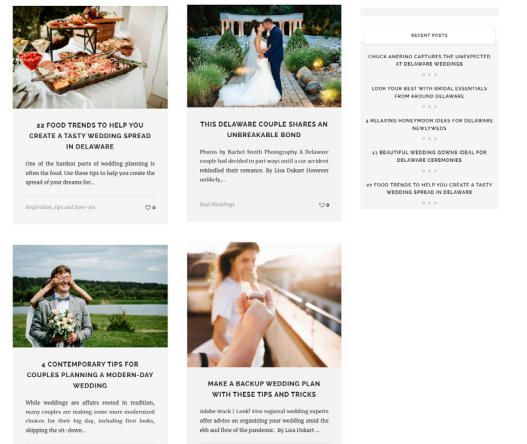 22 FOOD TRENDS TO HELP YOU
CREATE A TASTY WEDDING SPREAD
IN DELAWARE
One of the hardest parts of wedding planning is
often the food. Use these tips to help you create the
spread of your dreams for...
Inspiration, tips and how-tos
0
THIS DELAWARE COUPLE SHARES AN
UNBREAKABLE BOND
Photos by Rachel Smith Photography A Delaware
couple had decided to part ways until a car accident
rekindled their romance. By Lisa Dukart However
unlikely,...
Real Weddings
0
RECENT POSTS
CHUCK ANERINO CAPTURES THE UNEXPECTED
AT DELAWARE WEDDINGS
LOOK YOUR BEST WITH BRIDAL ESSENTIALS
FROM AROUND DELAWARE
4 RELAXING HONEYMOON IDEAS FOR DELAWARE
NEWLYWEDS
13 BEAUTIFUL WEDDING GOWNS IDEAL FOR
DELAWARE CEREMONIES
22 FOOD TRENDS TO HELP YOU CREATE A TASTY
WEDDING SPREAD IN DELAWARE
4 CONTEMPORARY TIPS FOR
COUPLES PLANNING A MODERN-DAY
WEDDING
While weddings are affairs rooted in tradition,
many couples are making some more modernized
choices for their big day, including first looks,
skipping the sit-down...
MAKE A BACKUP WEDDING PLAN
WITH THESE TIPS AND TRICKS
Adobe Stock | Look! Five regional wedding experts
offer advice on organizing your wedding amid the
ebb and flow of the pandemic. By Lisa Dukart ...